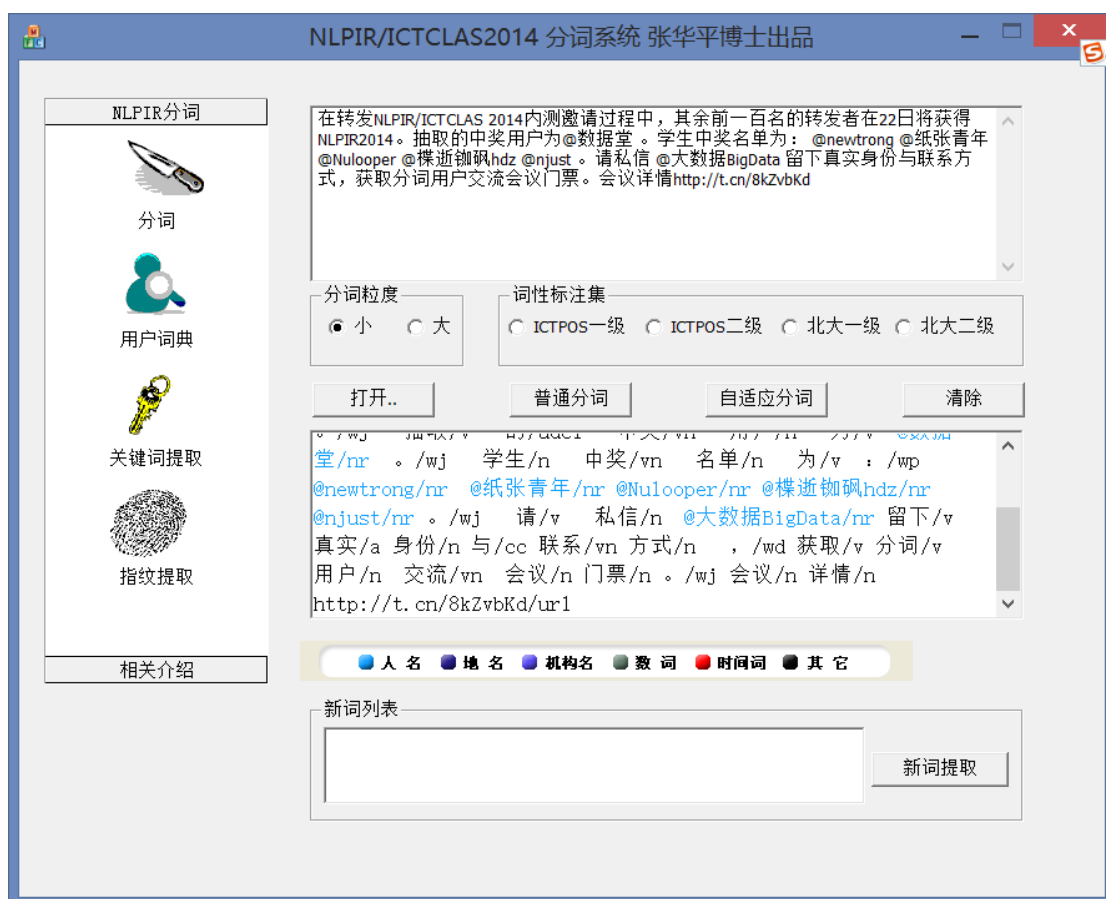 NLPIR/ICTCLAS2014 分词系统 张华平博士出品
NLPIR分词
分词
用户词典
关键词提取
指纹提取
相关介绍
在转发NLPIR/ICTCLAS 2014内测邀请过程中，其余前一百名的转发者在22日将获得
NLPIR2014。抽取的中奖用户为@数据堂 。学生中奖名单为： @newtrong @纸张青年
@Nulooper @楪逝铷砜hdz @njust 。请私信 @大数据BigData 留下真实身份与联系方
式，获取分词用户交流会议门票。会议详情http://t.cn/8kZvbKd
分词粒度
小 大
词性标注集
ICTPOS一级 ICTPOS二级 北大一级 北大二级
打开.. 普通分词 自适应分词 清除
。/wj 抽取/v 的/ude1 中奖/vn 用户/n 为/v @数据
堂/nr 。/wj 学生/n 中奖/vn 名单/n 为/v ：/wp
@newtrong/nr @纸张青年/nr @Nulooper/nr @楪逝铷砜hdz/nr
@njust/nr 。/wj 请/v 私信/n @大数据BigData/nr 留下/v
真实/a 身份/n 与/cc 联系/vn 方式/n ，/wd 获取/v 分词/v
用户/n 交流/vn 会议/n 门票/n 。/wj 会议/n 详情/n
http://t.cn/8kZvbKd/url
人 名 地 名 机构名 数 词 时间词 其 它
新词列表
新词提取